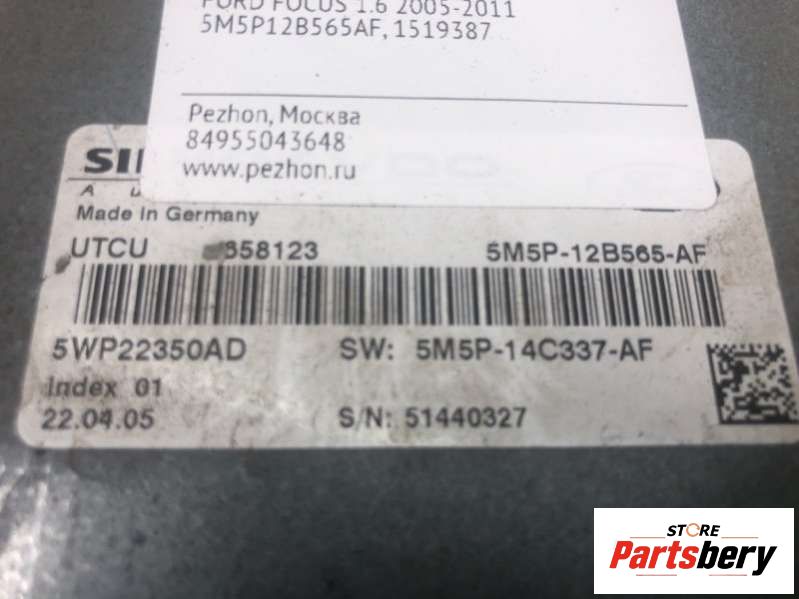 FORD FOCUS 1.6 2005-2011
5M5P12B565AF, 1519387
Pezhon, Москва
84955043648
www.pezhon.ru
Made in Germany
UTCU 358123 5M5P-12B565-AF
5WP22350AD SW: 5M5P-14C337-AF
Index 01
22.04.05 S/N: 51440327
STORE
Partsbery